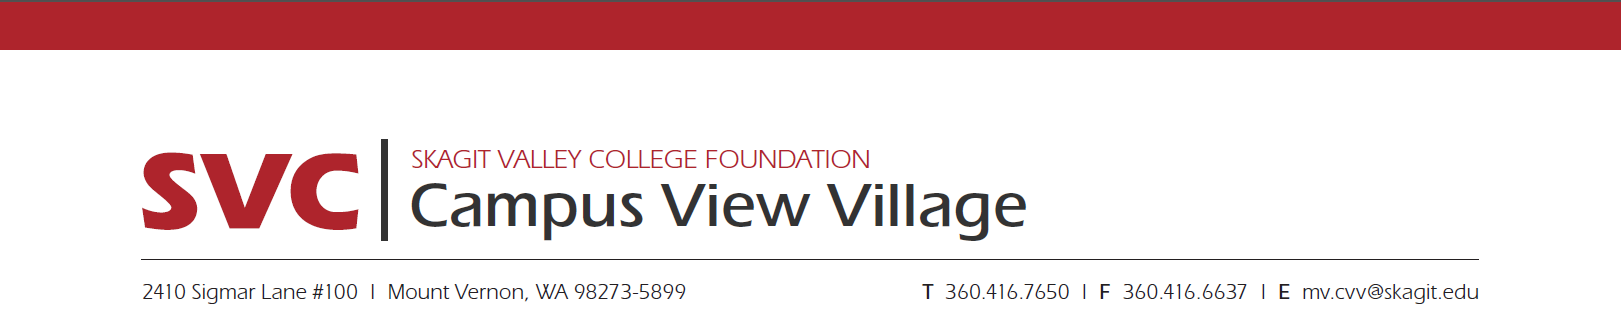 SVC
SKAGIT VALLEY COLLEGE FOUNDATION
Campus View Village
2410 Sigmar Lane #100 | Mount Vernon, WA 98273-5899
T 360.416.7650 | F 360.416.6637 | E mv.cvv@skagit.edu